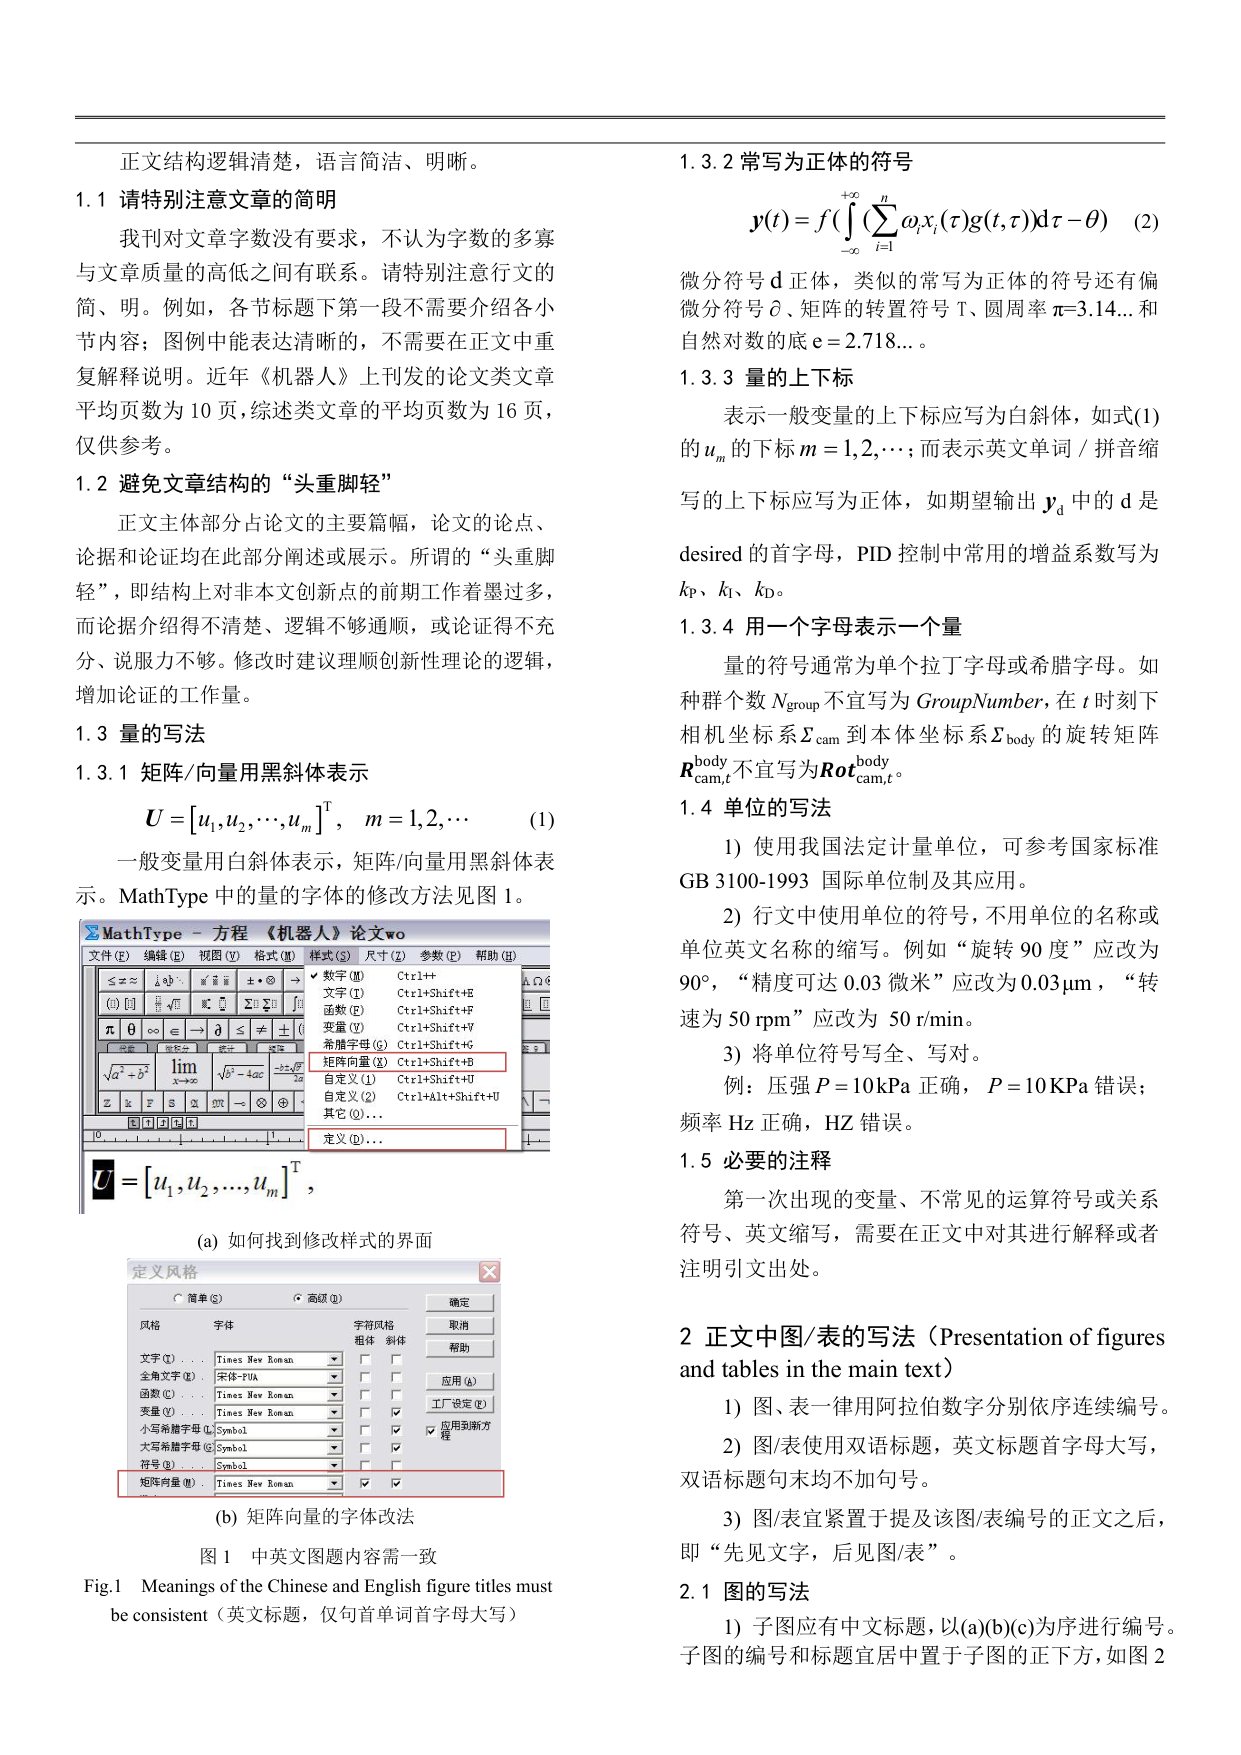 正文结构逻辑清楚，语言简洁、明晰。
1.1 请特别注意文章的简明
我刊对文章字数没有要求，不认为字数的多寡
与文章质量的高低之间有联系。请特别注意行文的
简、明。例如，各节标题下第一段不需要介绍各小
节内容；图例中能表达清晰的，不需要在正文中重
复解释说明。近年《机器人》上刊发的论文类文章
平均页数为 10 页，综述类文章的平均页数为 16 页，
仅供参考。
1.2 避免文章结构的“头重脚轻”
正文主体部分占论文的主要篇幅，论文的论点、
论据和论证均在此部分阐述或展示。所谓的“头重脚
轻”，即结构上对非本文创新点的前期工作着墨过多，
而论据介绍得不清楚、逻辑不够通顺，或论证得不充
分、说服力不够。修改时建议理顺创新性理论的逻辑，
增加论证的工作量。
1.3 量的写法
1.3.1 矩阵/向量用黑斜体表示
U = [u₁,u₂,⋯,uₘ]ᵀ, m = 1,2,⋯ (1)
一般变量用白斜体表示，矩阵/向量用黑斜体表
示。MathType 中的量的字体的修改方法见图 1。
MathType - 方程 《机器人》论文wo
文件(F) 编辑(E) 视图(V) 格式(M) 样式(S) 尺寸(Z) 参数(P) 帮助(H)
数字(M) Ctrl++
文字(T) Ctrl+Shift+E
函数(F) Ctrl+Shift+F
变量(V) Ctrl+Shift+V
希腊字母(G) Ctrl+Shift+G
矩阵向量(X) Ctrl+Shift+B
自定义(1) Ctrl+Shift+U
自定义(2) Ctrl+Alt+Shift+U
其它(O)...
定义(D)...
U = [u₁,u₂,...,uₘ]ᵀ,
(a) 如何找到修改样式的界面
定义风格
简单(S) 高级(D) 确定
风格 字体 字符风格 取消
粗体 斜体 帮助
文字(T) . . . Times New Roman
全角文字(E) . 宋体-PUA 应用(A)
函数(C) . . . Times New Roman 工厂设定(F)
变量(V) . . . Times New Roman
小写希腊字母(L) Symbol 应用到新方程
大写希腊字母(G) Symbol
符号(B) . . . Symbol
矩阵向量(M) . Times New Roman
(b) 矩阵向量的字体改法
图 1 中英文图题内容需一致
Fig.1 Meanings of the Chinese and English figure titles must
be consistent（英文标题，仅句首单词首字母大写）
1.3.2 常写为正体的符号
y(t) = f(∫_{−∞}^{+∞}(∑_{i=1}^{n} ωᵢxᵢ(τ)g(t,τ))dτ − θ) (2)
微分符号 d 正体，类似的常写为正体的符号还有偏
微分符号 ∂、矩阵的转置符号 T、圆周率 π=3.14... 和
自然对数的底 e = 2.718...。
1.3.3 量的上下标
表示一般变量的上下标应写为白斜体，如式(1)
的 uₘ 的下标 m = 1,2,⋯；而表示英文单词／拼音缩
写的上下标应写为正体，如期望输出 y_d 中的 d 是
desired 的首字母，PID 控制中常用的增益系数写为
k_P、k_I、k_D。
1.3.4 用一个字母表示一个量
量的符号通常为单个拉丁字母或希腊字母。如
种群个数 N_group 不宜写为 GroupNumber，在 t 时刻下
相机坐标系Σ_cam 到本体坐标系Σ_body 的旋转矩阵
R_{cam,t}^{body}不宜写为Rot_{cam,t}^{body}。
1.4 单位的写法
1) 使用我国法定计量单位，可参考国家标准
GB 3100-1993 国际单位制及其应用。
2) 行文中使用单位的符号，不用单位的名称或
单位英文名称的缩写。例如“旋转 90 度”应改为
90°，“精度可达 0.03 微米”应改为 0.03μm，“转
速为 50 rpm”应改为 50 r/min。
3) 将单位符号写全、写对。
例：压强 P = 10kPa 正确， P = 10KPa 错误；
频率 Hz 正确，HZ 错误。
1.5 必要的注释
第一次出现的变量、不常见的运算符号或关系
符号、英文缩写，需要在正文中对其进行解释或者
注明引文出处。
2 正文中图/表的写法（Presentation of figures
and tables in the main text）
1) 图、表一律用阿拉伯数字分别依序连续编号。
2) 图/表使用双语标题，英文标题首字母大写，
双语标题句末均不加句号。
3) 图/表宜紧置于提及该图/表编号的正文之后，
即“先见文字，后见图/表”。
2.1 图的写法
1) 子图应有中文标题，以(a)(b)(c)为序进行编号。
子图的编号和标题宜居中置于子图的正下方，如图 2